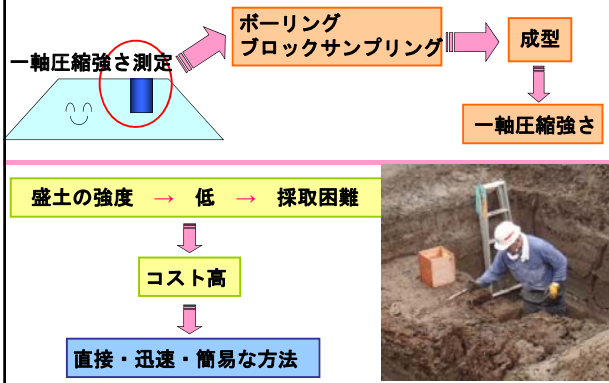 一軸圧縮強さ測定
ボーリング
ブロックサンプリング
成型
一軸圧縮強さ
盛土の強度 → 低 → 採取困難
コスト高
直接・迅速・簡易な方法